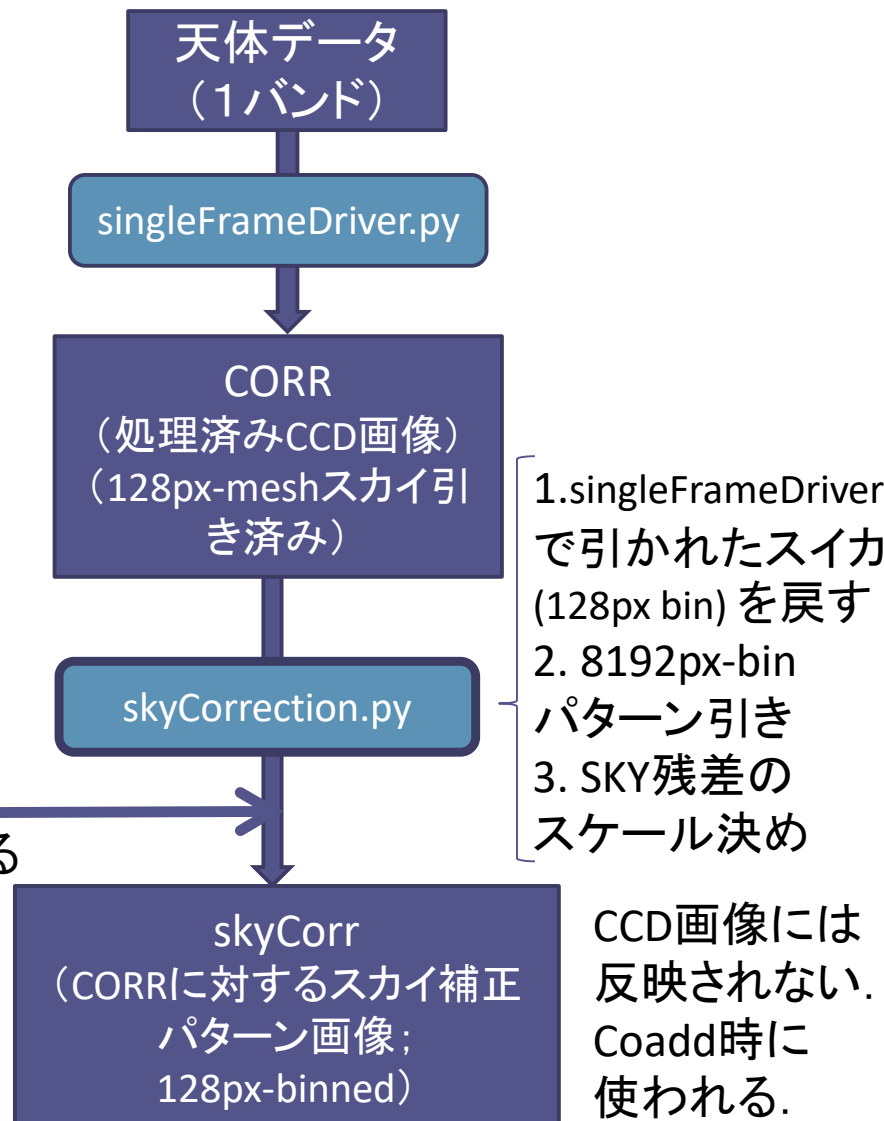 天体データ
（１バンド）
singleFrameDriver.py
CORR
（処理済みCCD画像）
（128px-meshスカイ引
き済み）
1.singleFrameDriver
で引かれたスイカ
(128px bin) を戻す
2. 8192px-bin
パターン引き
3. SKY残差の
スケール決め
skyCorrection.py
る
skyCorr
（CORRに対するスカイ補正
パターン画像；
128px-binned）
CCD画像には
反映されない.
Coadd時に
使われる.